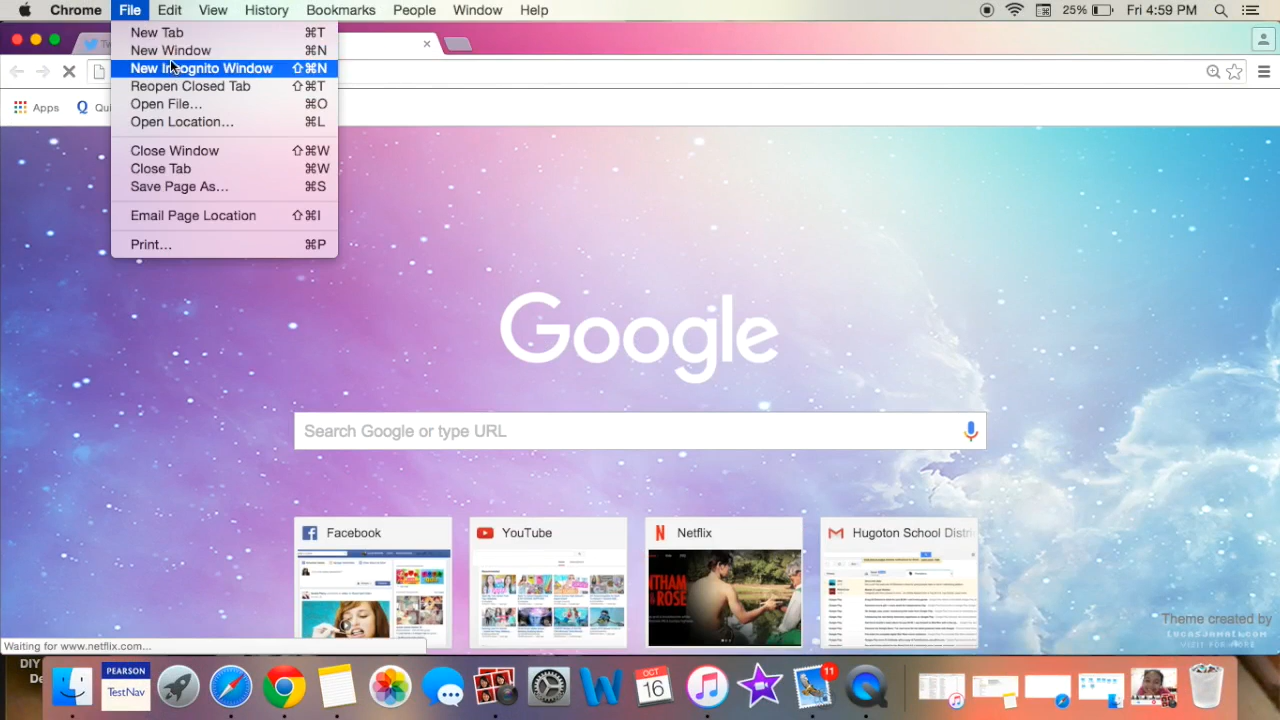 Chrome File Edit View History Bookmarks People Window Help 25% Fri 4:59 PM
New Tab ⌘T
New Window ⌘N
New Incognito Window ⇧⌘N
Reopen Closed Tab ⇧⌘T
Open File... ⌘O
Open Location... ⌘L
Close Window ⇧⌘W
Close Tab ⌘W
Save Page As... ⌘S
Email Page Location ⇧⌘I
Print... ⌘P
Apps
Google
Search Google or type URL
Facebook YouTube Netflix Hugoton School Distri
Theme created by
Waiting for www.netflix.com...
DIY
PEARSON
TestNav
OCT
16
11